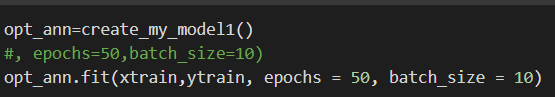 opt_ann=create_my_model1()
#, epochs=50,batch_size=10)
opt_ann.fit(xtrain,ytrain, epochs = 50, batch_size = 10)